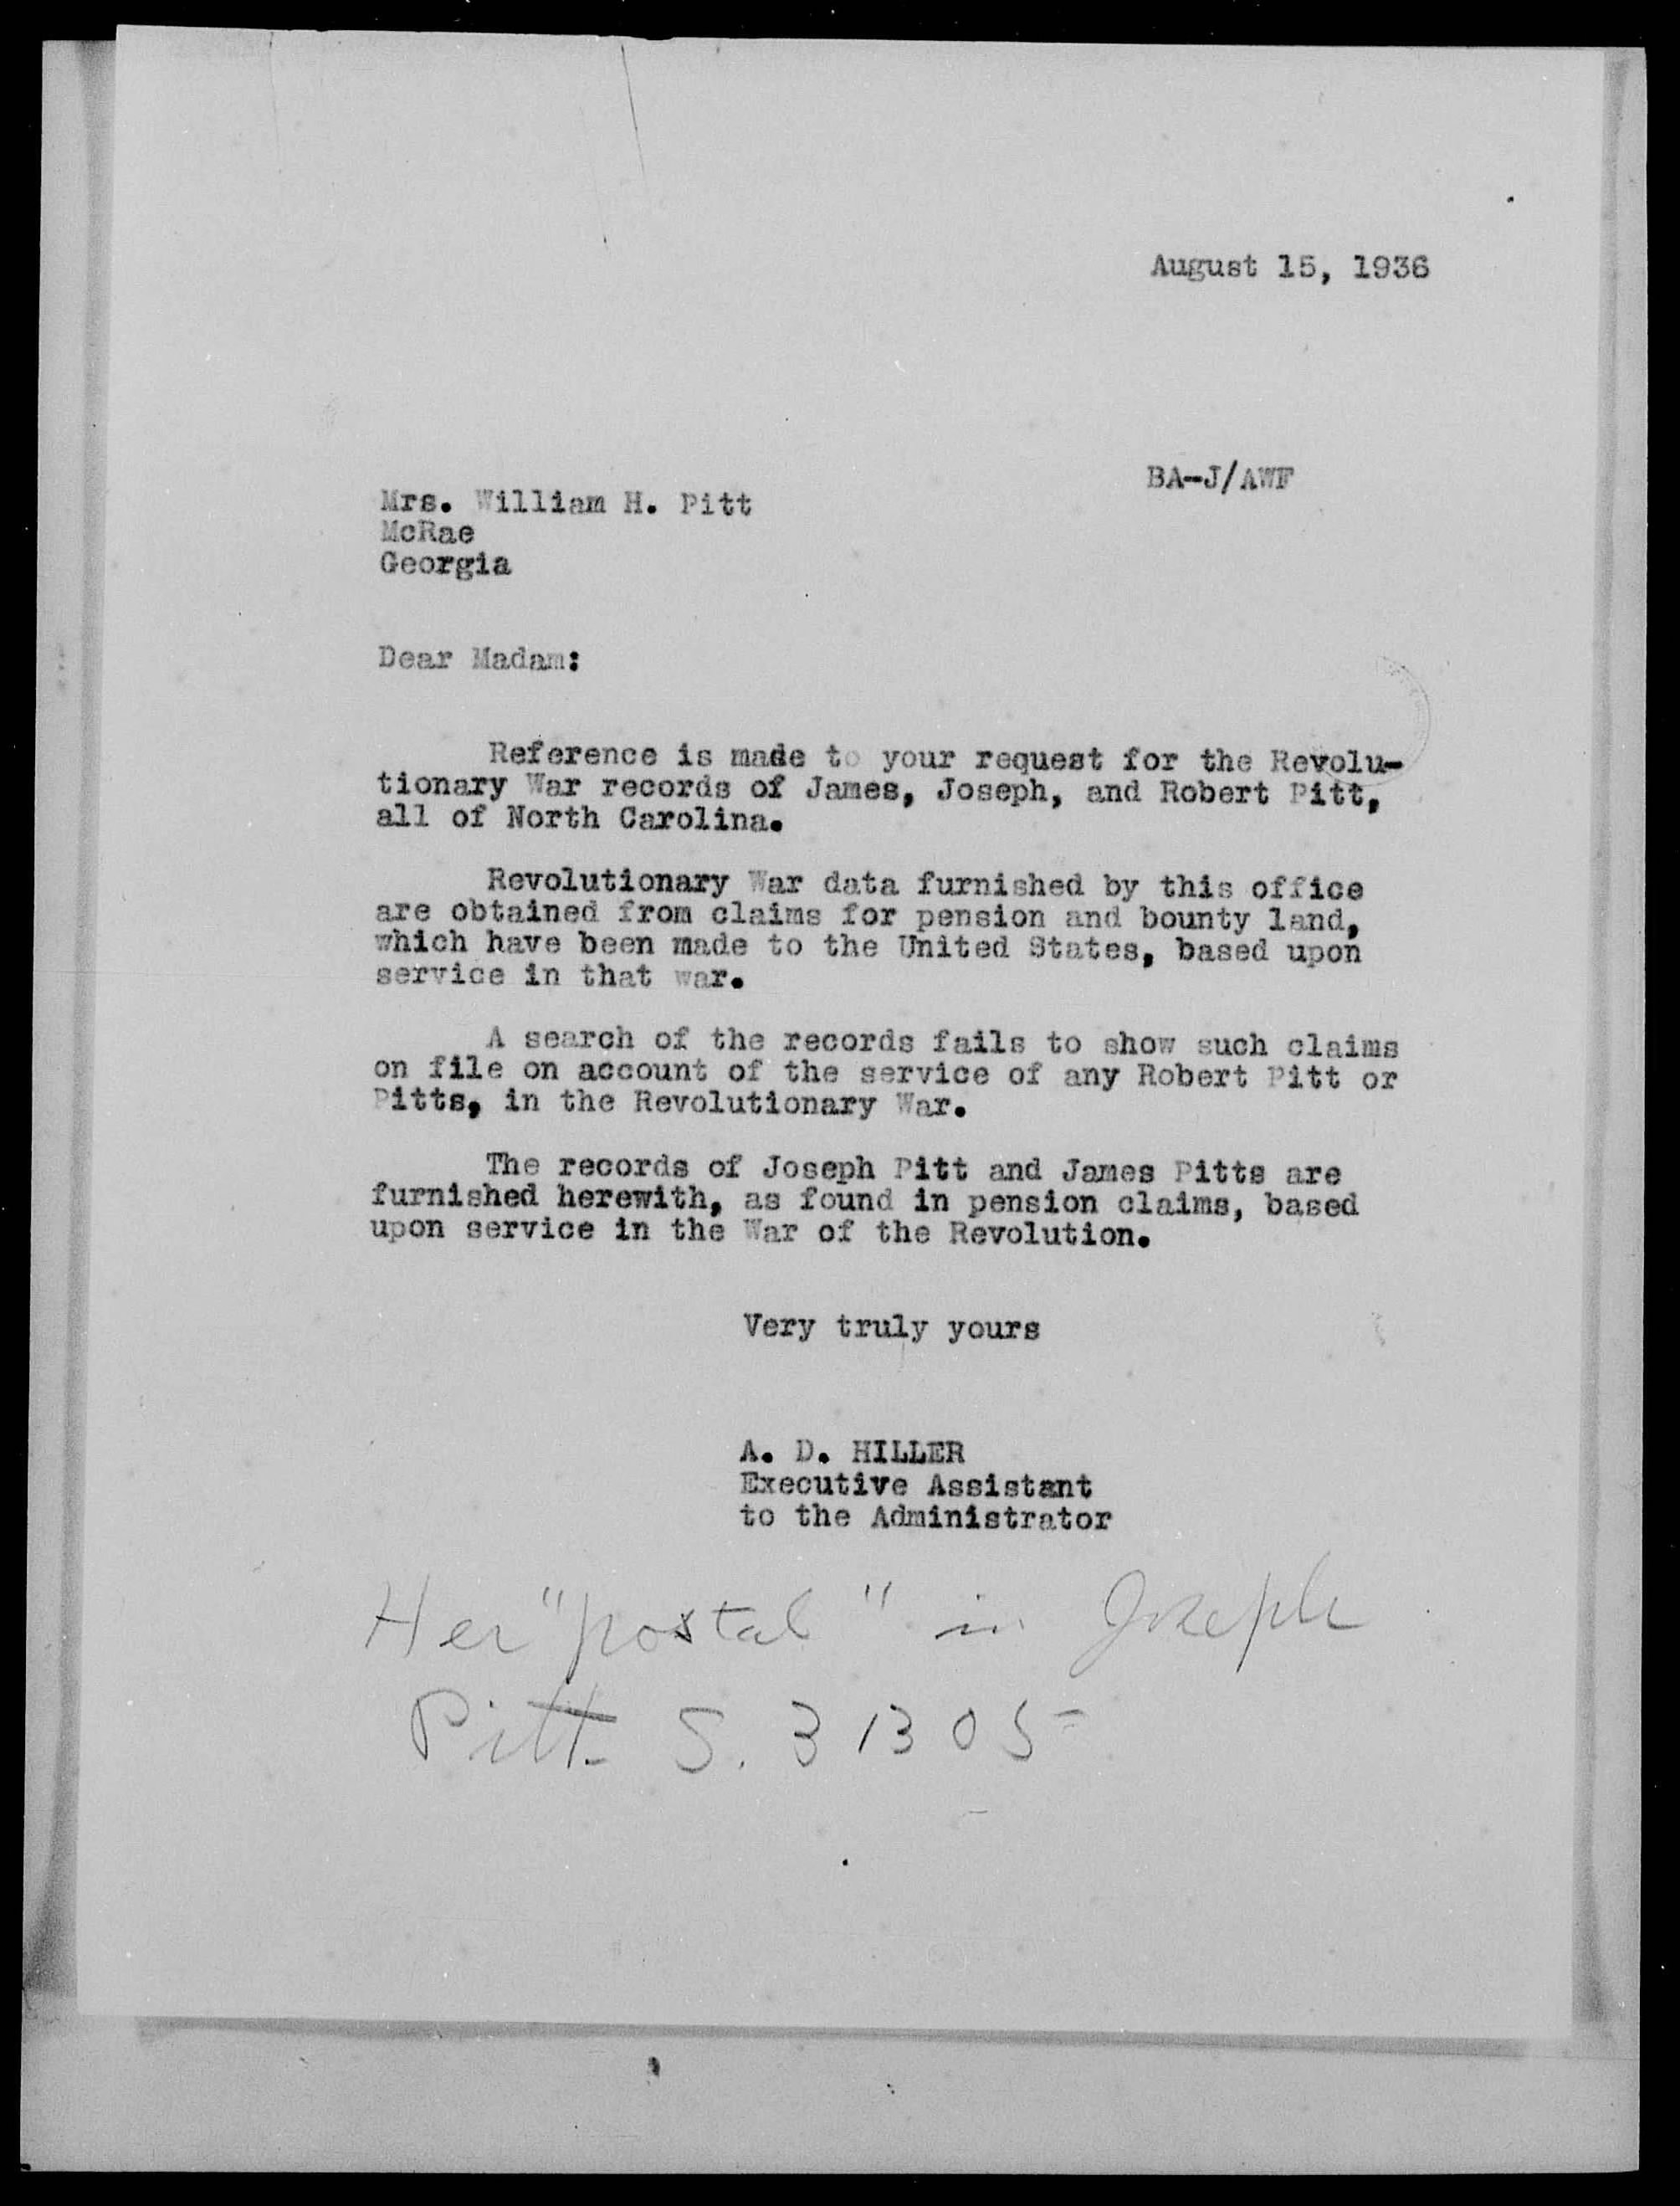 August 15, 1936
BA--J/AWF
Mrs. William H. Pitt
McRae
Georgia
Dear Madam:
Reference is made to your request for the Revolu-
tionary War records of James, Joseph, and Robert Pitt,
all of North Carolina.
Revolutionary War data furnished by this office
are obtained from claims for pension and bounty land,
which have been made to the United States, based upon
service in that war.
A search of the records fails to show such claims
on file on account of the service of any Robert Pitt or
Pitts, in the Revolutionary War.
The records of Joseph Pitt and James Pitts are
furnished herewith, as found in pension claims, based
upon service in the War of the Revolution.
Very truly yours
A. D. HILLER
Executive Assistant
to the Administrator
Her "postal" in Joseph
Pitt S. 31305